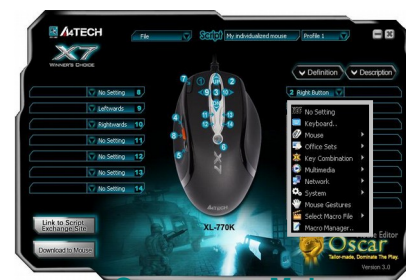 A4TECH
File
Script
My individualized mouse
Profile 1
X7
WINNER'S CHOICE
Definition
Description
No Setting 8
Leftwards 9
Rightwards 10
No Setting 11
No Setting 12
No Setting 13
No Setting 14
2 Right Button
No Setting
Keyboard..
Mouse
Office Sets
Key Combination
Multimedia
Network
System
Mouse Gestures
Select Macro File
Macro Manager..
X7
A4TECH
XL-770K
Link to Script
Exchange Site
Download to Mouse
Editor
Oscar
Tailor-made, Dominate The Play.
Version 3.0